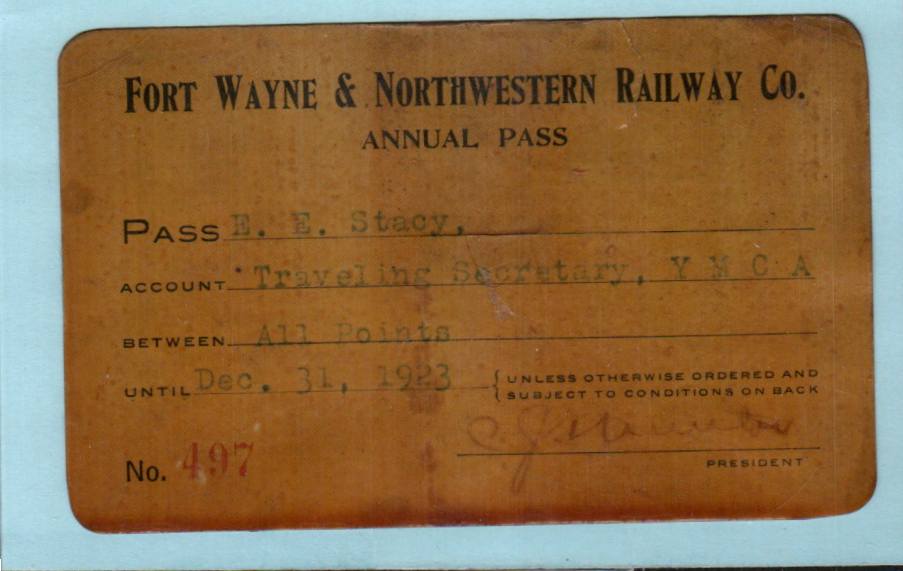 FORT WAYNE & NORTHWESTERN RAILWAY CO.
ANNUAL PASS
PASS E. E. Stacy,
ACCOUNT Traveling Secretary, Y M C A
BETWEEN All Points
UNTIL Dec. 31, 1923 { UNLESS OTHERWISE ORDERED AND
SUBJECT TO CONDITIONS ON BACK
No. 497
PRESIDENT